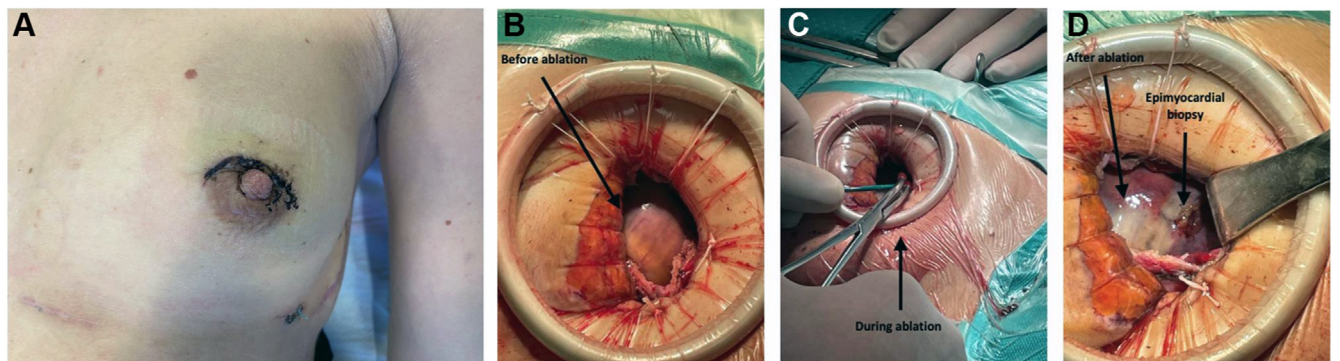 A
B
Before ablation
C
During ablation
D
After ablation
Epimyocardial
biopsy